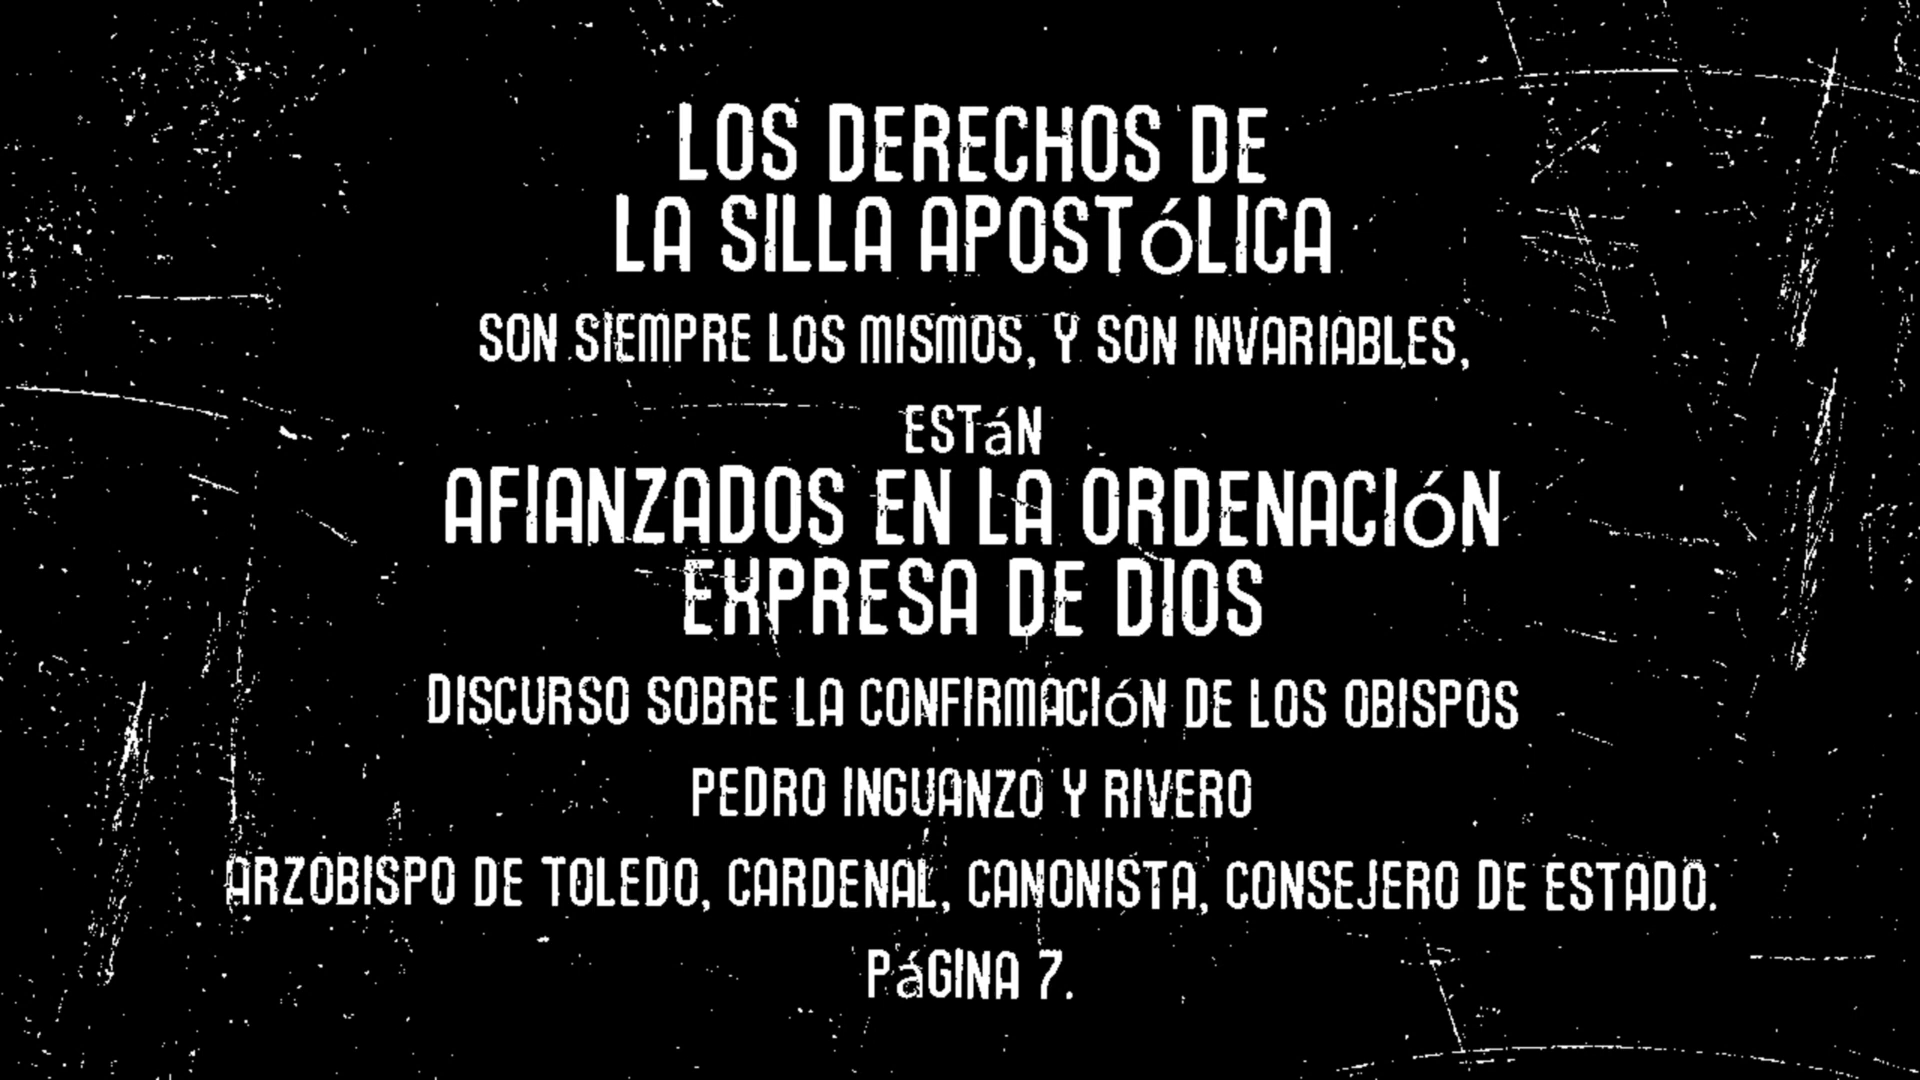 LOS DERECHOS DE
LA SILLA APOSTÓLICA
SON SIEMPRE LOS MISMOS, Y SON INVARIABLES,
ESTÁN
AFIANZADOS EN LA ORDENACIÓN
EXPRESA DE DIOS
DISCURSO SOBRE LA CONFIRMACIÓN DE LOS OBISPOS
PEDRO INGUANZO Y RIVERO
ARZOBISPO DE TOLEDO, CARDENAL, CANONISTA, CONSEJERO DE ESTADO.
PÁGINA 7.